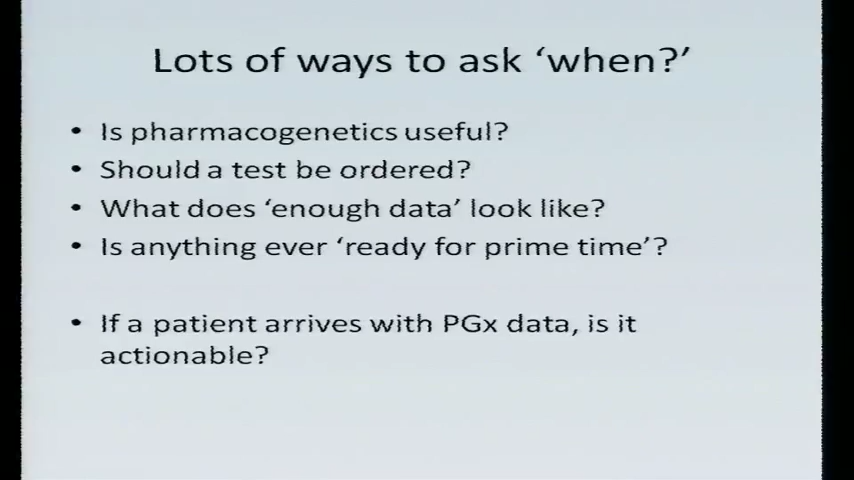 Lots of ways to ask ‘when?’
• Is pharmacogenetics useful?
• Should a test be ordered?
• What does ‘enough data’ look like?
• Is anything ever ‘ready for prime time’?
• If a patient arrives with PGx data, is it
actionable?